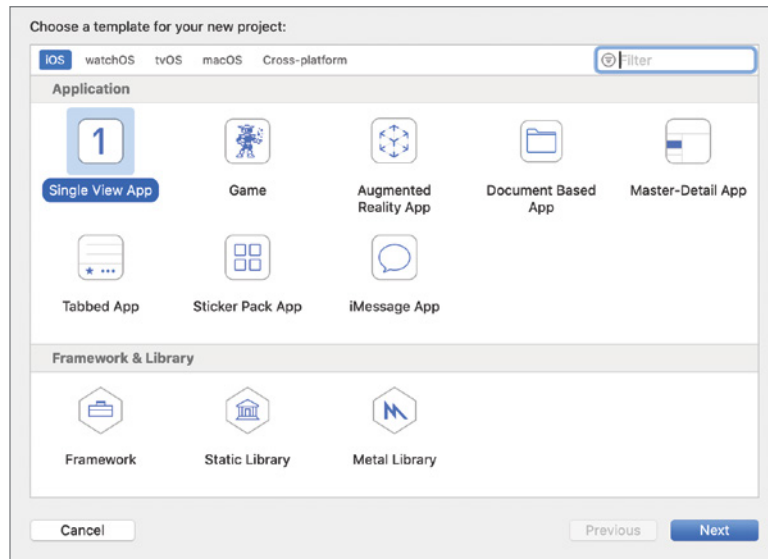 Choose a template for your new project:
iOS watchOS tvOS macOS Cross-platform Filter
Application
1
Single View App Game Augmented Reality App Document Based App Master-Detail App
Tabbed App Sticker Pack App iMessage App
Framework & Library
Framework Static Library Metal Library
Cancel Previous Next